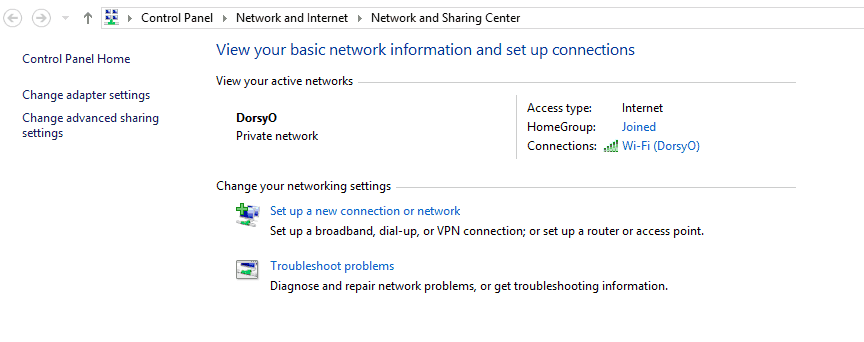 Control Panel Network and Internet Network and Sharing Center
Control Panel Home
Change adapter settings
Change advanced sharing
settings
View your basic network information and set up connections
View your active networks
DorsyO
Private network
Access type: Internet
HomeGroup: Joined
Connections: Wi-Fi (DorsyO)
Change your networking settings
Set up a new connection or network
Set up a broadband, dial-up, or VPN connection; or set up a router or access point.
Troubleshoot problems
Diagnose and repair network problems, or get troubleshooting information.